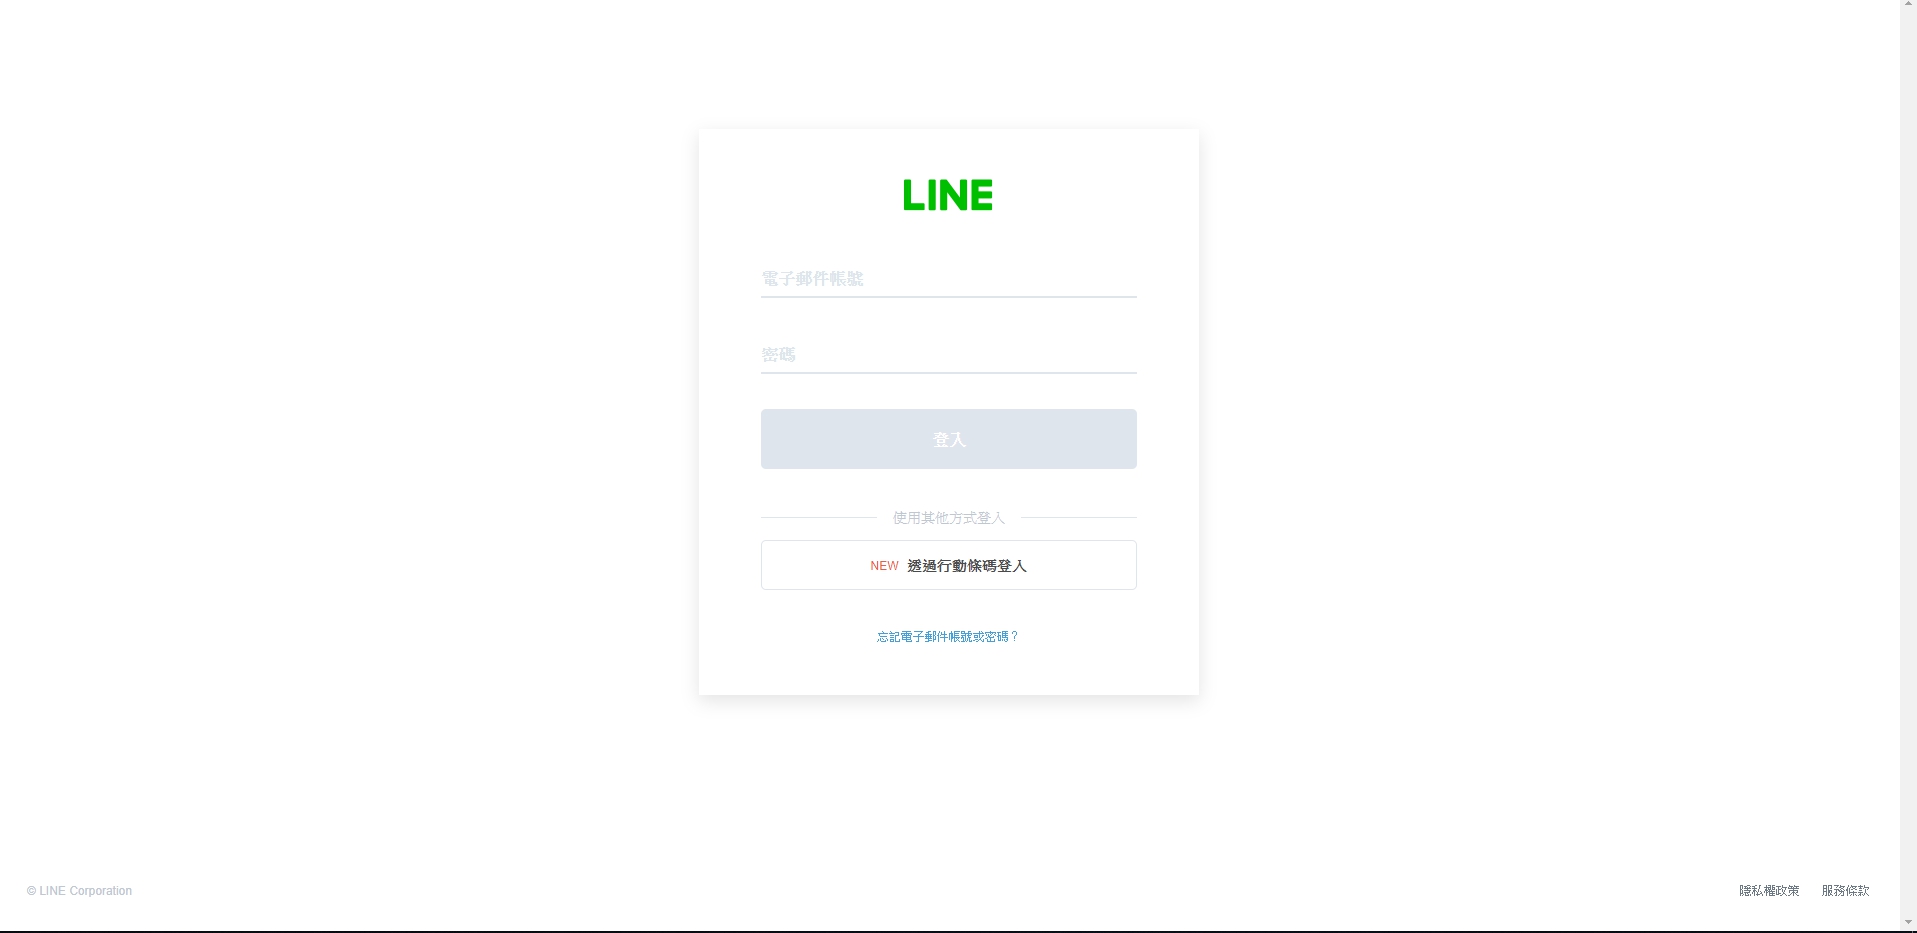 LINE
電子郵件帳號
密碼
登入
使用其他方式登入
NEW 透過行動條碼登入
忘記電子郵件帳號或密碼？
© LINE Corporation
隱私權政策 服務條款